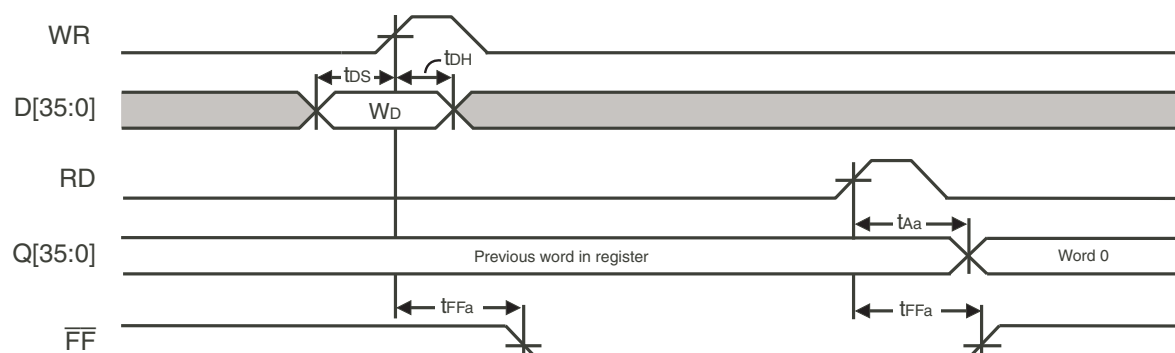 WR
tDS
tDH
D[35:0]
WD
RD
tAa
Q[35:0]
Previous word in register
Word 0
tFFa
tFFa
FF